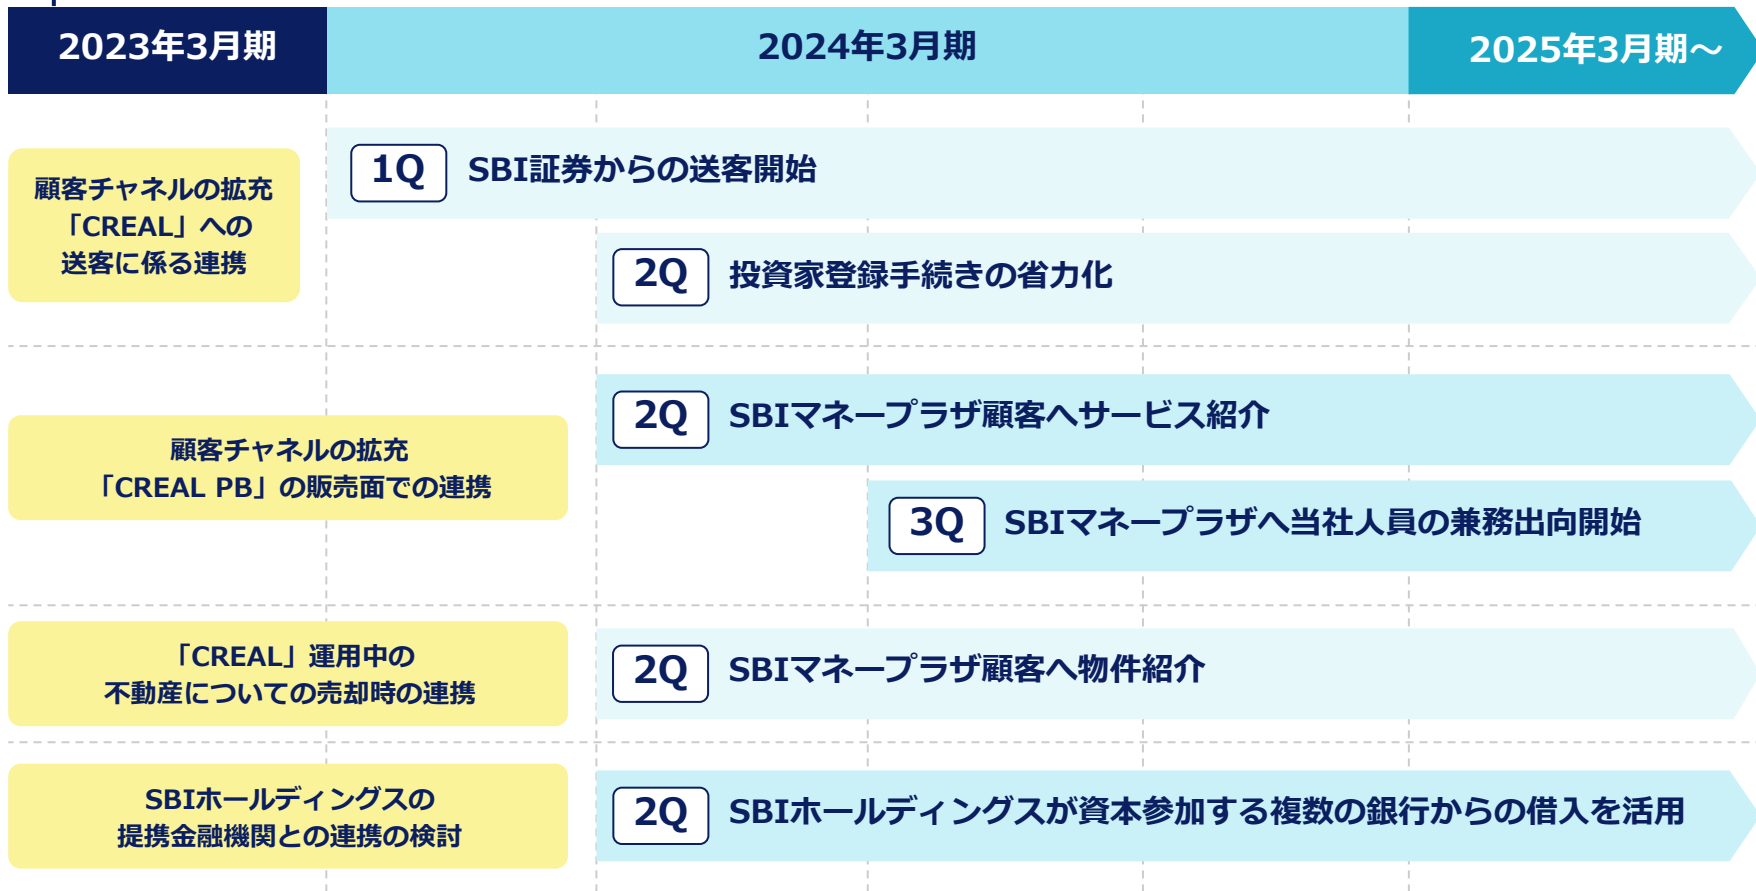 2023年3月期
2024年3月期
2025年3月期～
顧客チャネルの拡充
「CREAL」への
送客に係る連携
1Q
SBI証券からの送客開始
2Q
投資家登録手続きの省力化
顧客チャネルの拡充
「CREAL PB」の販売面での連携
2Q
SBIマネープラザ顧客へサービス紹介
3Q
SBIマネープラザへ当社人員の兼務出向開始
「CREAL」運用中の
不動産についての売却時の連携
2Q
SBIマネープラザ顧客へ物件紹介
SBIホールディングスの
提携金融機関との連携の検討
2Q
SBIホールディングスが資本参加する複数の銀行からの借入を活用